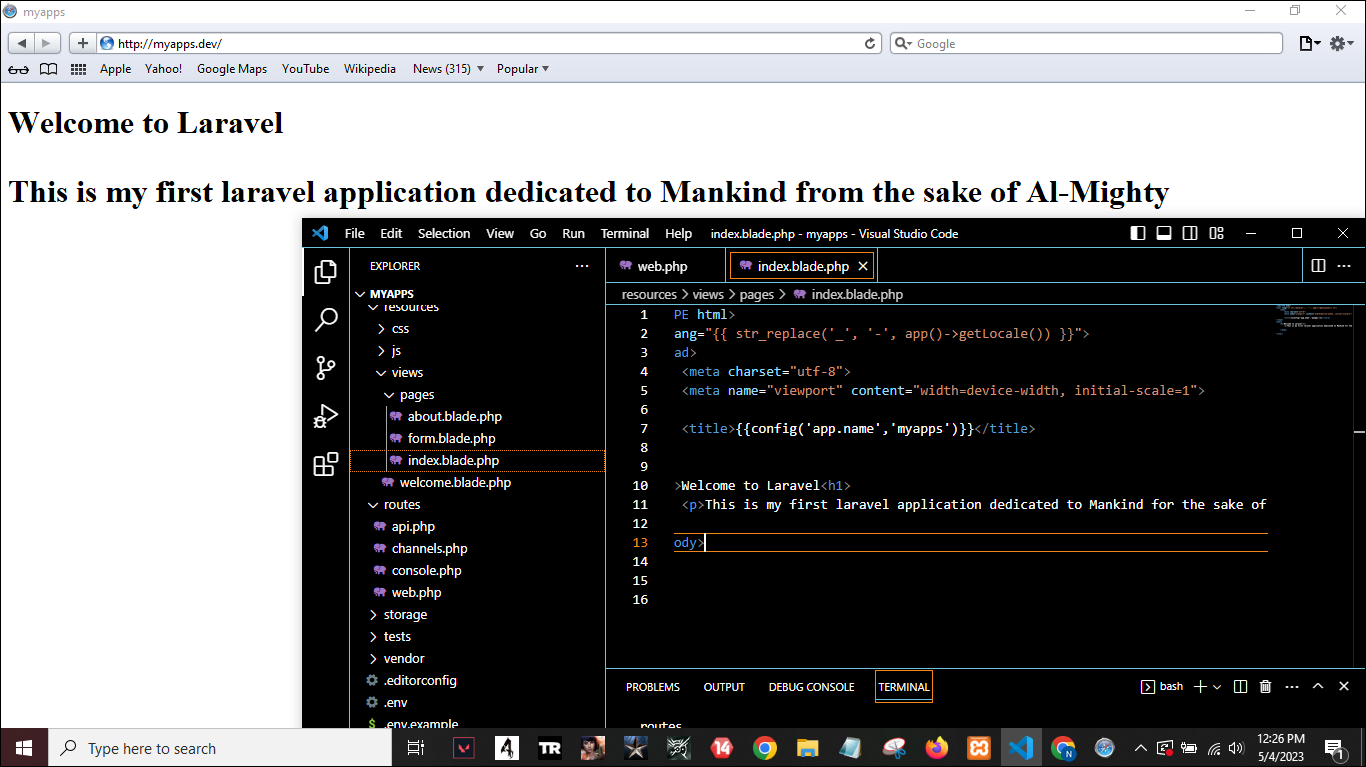 myapps
http://myapps.dev/
Google
Apple Yahoo! Google Maps YouTube Wikipedia News (315) Popular
Welcome to Laravel
This is my first laravel application dedicated to Mankind from the sake of Al-Mighty
File Edit Selection View Go Run Terminal Help index.blade.php - myapps - Visual Studio Code
EXPLORER
MYAPPS
resources
css
js
views
pages
about.blade.php
form.blade.php
index.blade.php
welcome.blade.php
routes
api.php
channels.php
console.php
web.php
storage
tests
vendor
.editorconfig
.env
.env.example
web.php index.blade.php
resources > views > pages > index.blade.php
1 PE html>
2 ang="{{ str_replace('_', '-', app()->getLocale()) }}">
3 ad>
4 <meta charset="utf-8">
5 <meta name="viewport" content="width=device-width, initial-scale=1">
6
7 <title>{{config('app.name','myapps')}}</title>
8
9
10 >Welcome to Laravel<h1>
11 <p>This is my first laravel application dedicated to Mankind for the sake of
12
13 ody>
14
15
16
PROBLEMS OUTPUT DEBUG CONSOLE TERMINAL bash
routes
Type here to search
4 TR 14 N
12:26 PM
5/4/2023
1